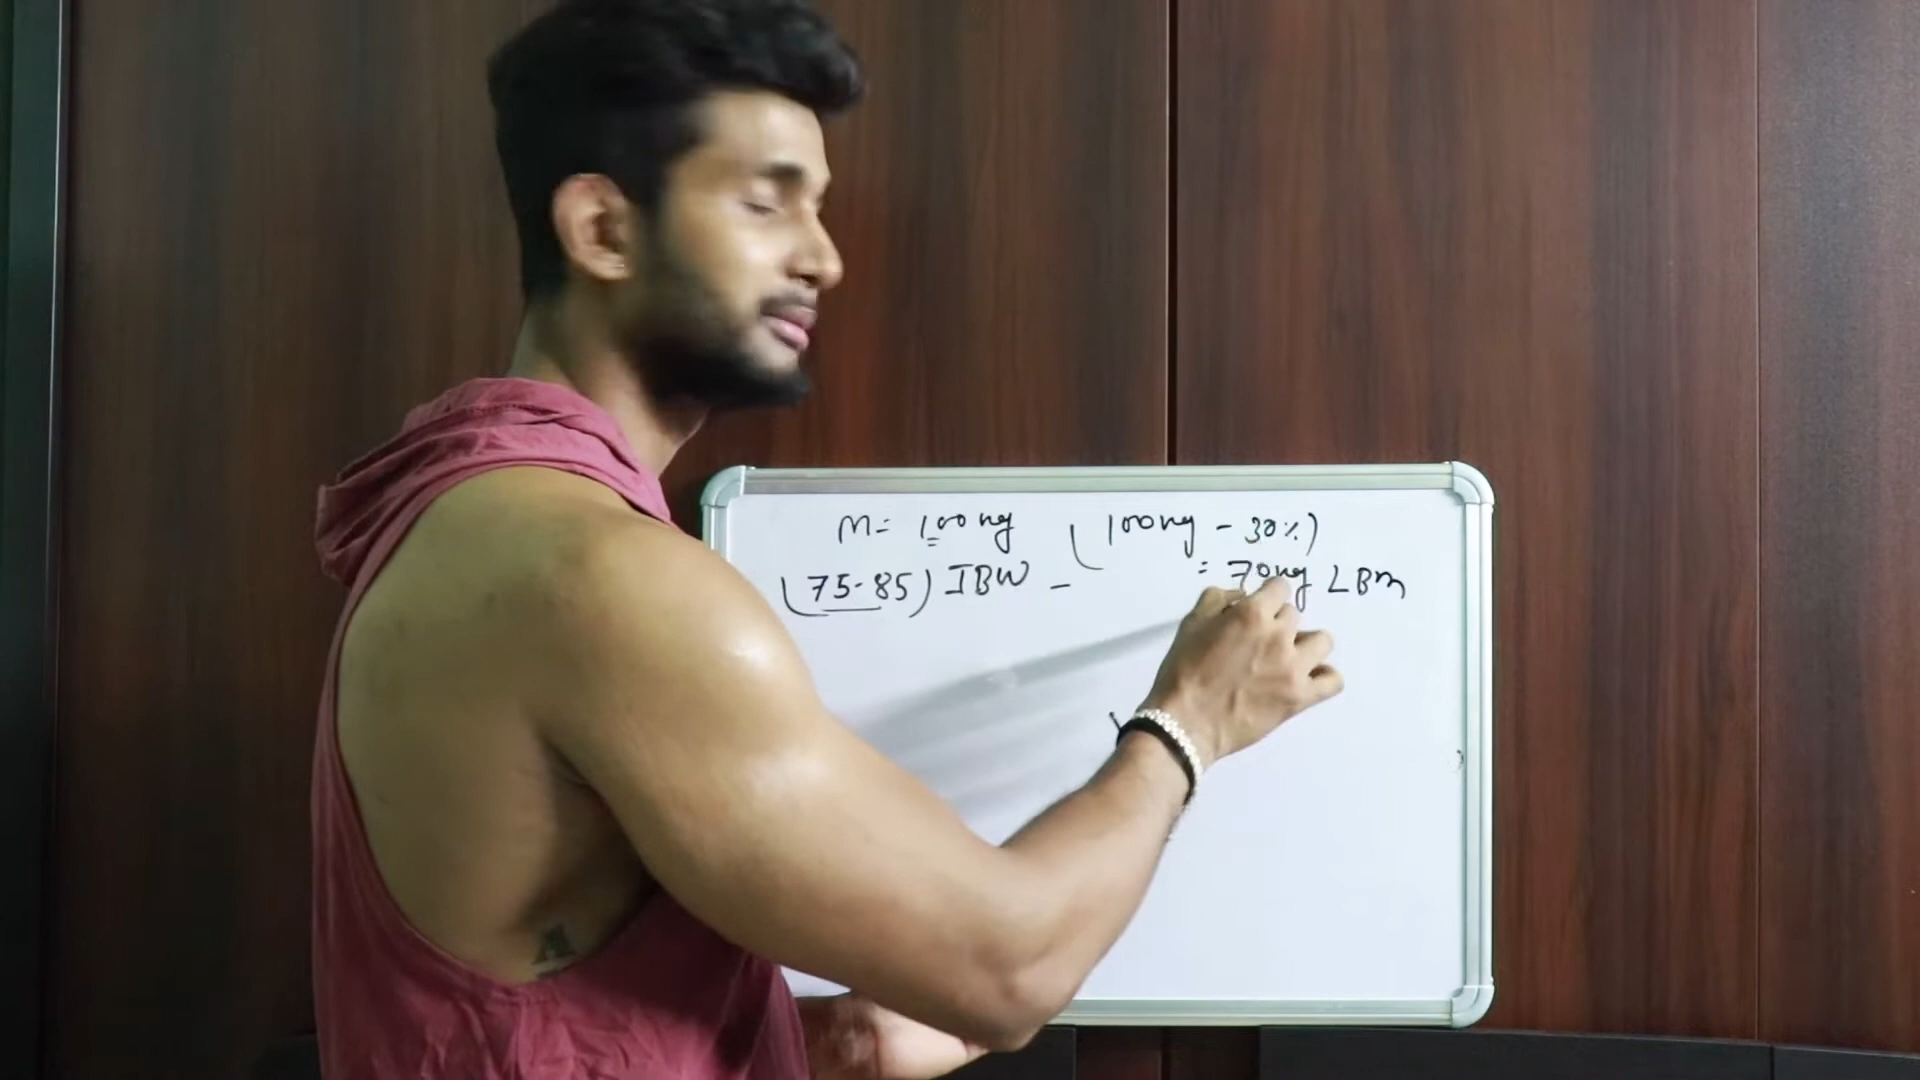 M= 100kg (100kg - 30%)
(75-85) IBW - = 70kg LBM
A